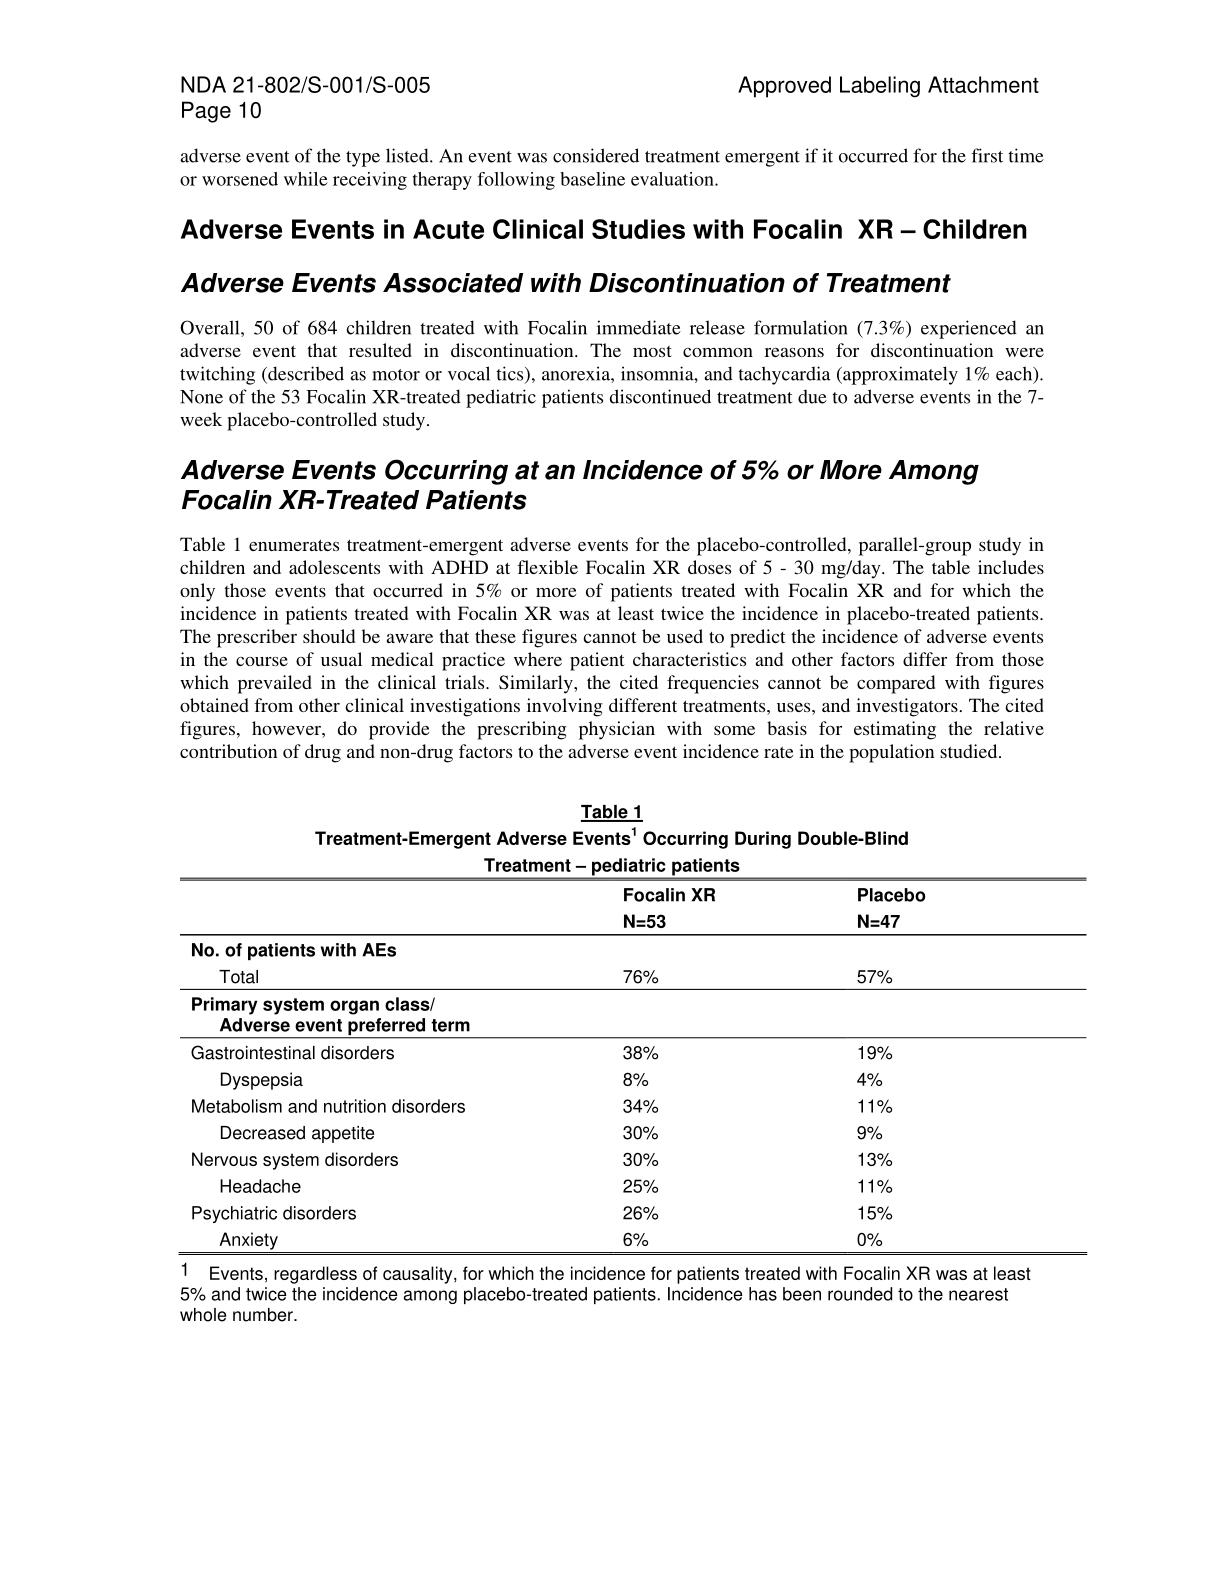 NDA 21-802/S-001/S-005 Approved Labeling Attachment
Page 10
adverse event of the type listed. An event was considered treatment emergent if it occurred for the first time
or worsened while receiving therapy following baseline evaluation.
Adverse Events in Acute Clinical Studies with Focalin XR – Children
Adverse Events Associated with Discontinuation of Treatment
Overall, 50 of 684 children treated with Focalin immediate release formulation (7.3%) experienced an
adverse event that resulted in discontinuation. The most common reasons for discontinuation were
twitching (described as motor or vocal tics), anorexia, insomnia, and tachycardia (approximately 1% each).
None of the 53 Focalin XR-treated pediatric patients discontinued treatment due to adverse events in the 7-
week placebo-controlled study.
Adverse Events Occurring at an Incidence of 5% or More Among
Focalin XR-Treated Patients
Table 1 enumerates treatment-emergent adverse events for the placebo-controlled, parallel-group study in
children and adolescents with ADHD at flexible Focalin XR doses of 5 - 30 mg/day. The table includes
only those events that occurred in 5% or more of patients treated with Focalin XR and for which the
incidence in patients treated with Focalin XR was at least twice the incidence in placebo-treated patients.
The prescriber should be aware that these figures cannot be used to predict the incidence of adverse events
in the course of usual medical practice where patient characteristics and other factors differ from those
which prevailed in the clinical trials. Similarly, the cited frequencies cannot be compared with figures
obtained from other clinical investigations involving different treatments, uses, and investigators. The cited
figures, however, do provide the prescribing physician with some basis for estimating the relative
contribution of drug and non-drug factors to the adverse event incidence rate in the population studied.
Table 1
Treatment-Emergent Adverse Events1 Occurring During Double-Blind
Treatment – pediatric patients
Focalin XR Placebo
N=53 N=47
No. of patients with AEs
Total 76% 57%
Primary system organ class/
Adverse event preferred term
Gastrointestinal disorders 38% 19%
Dyspepsia 8% 4%
Metabolism and nutrition disorders 34% 11%
Decreased appetite 30% 9%
Nervous system disorders 30% 13%
Headache 25% 11%
Psychiatric disorders 26% 15%
Anxiety 6% 0%
1 Events, regardless of causality, for which the incidence for patients treated with Focalin XR was at least
5% and twice the incidence among placebo-treated patients. Incidence has been rounded to the nearest
whole number.